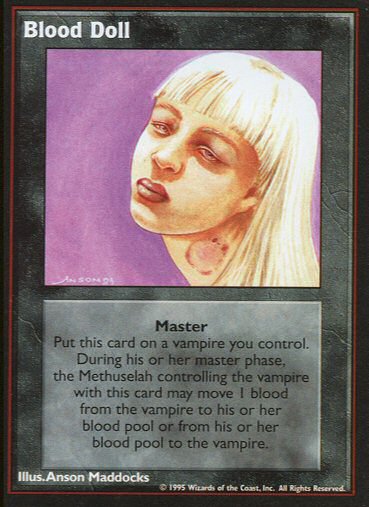 Blood Doll
ANSOM 94
Master
Put this card on a vampire you control.
During his or her master phase,
the Methuselah controlling the vampire
with this card may move 1 blood
from the vampire to his or her
blood pool or from his or her
blood pool to the vampire.
Illus.Anson Maddocks
© 1995 Wizards of the Coast, Inc. All Rights Reserved.